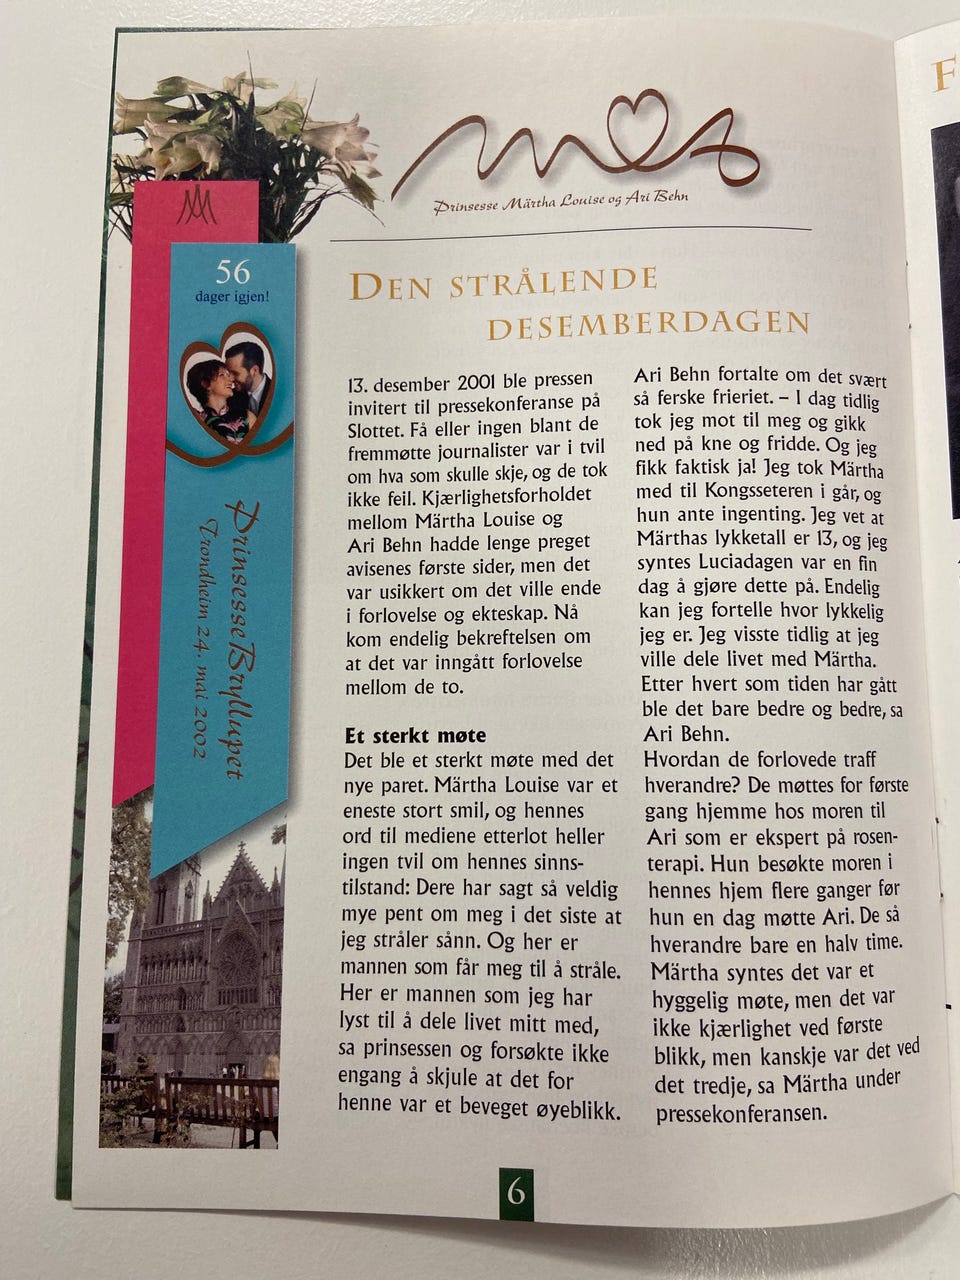 Prinsesse Märtha Louise og Ari Behn
56
dager igjen!
PrinsesseBryllupet
Trondheim 24. mai 2002
DEN STRÅLENDE
DESEMBERDAGEN
13. desember 2001 ble pressen
invitert til pressekonferanse på
Slottet. Få eller ingen blant de
fremmøtte journalister var i tvil
om hva som skulle skje, og de tok
ikke feil. Kjærlighetsforholdet
mellom Märtha Louise og
Ari Behn hadde lenge preget
avisenes første sider, men det
var usikkert om det ville ende
i forlovelse og ekteskap. Nå
kom endelig bekreftelsen om
at det var inngått forlovelse
mellom de to.
Et sterkt møte
Det ble et sterkt møte med det
nye paret. Märtha Louise var et
eneste stort smil, og hennes
ord til mediene etterlot heller
ingen tvil om hennes sinns-
tilstand: Dere har sagt så veldig
mye pent om meg i det siste at
jeg stråler sånn. Og her er
mannen som får meg til å stråle.
Her er mannen som jeg har
lyst til å dele livet mitt med,
sa prinsessen og forsøkte ikke
engang å skjule at det for
henne var et beveget øyeblikk.
Ari Behn fortalte om det svært
så ferske frieriet. – I dag tidlig
tok jeg mot til meg og gikk
ned på kne og fridde. Og jeg
fikk faktisk ja! Jeg tok Märtha
med til Kongsseteren i går, og
hun ante ingenting. Jeg vet at
Märthas lykketall er 13, og jeg
syntes Luciadagen var en fin
dag å gjøre dette på. Endelig
kan jeg fortelle hvor lykkelig
jeg er. Jeg visste tidlig at jeg
ville dele livet med Märtha.
Etter hvert som tiden har gått
ble det bare bedre og bedre, sa
Ari Behn.
Hvordan de forlovede traff
hverandre? De møttes for første
gang hjemme hos moren til
Ari som er ekspert på rosen-
terapi. Hun besøkte moren i
hennes hjem flere ganger før
hun en dag møtte Ari. De så
hverandre bare en halv time.
Märtha syntes det var et
hyggelig møte, men det var
ikke kjærlighet ved første
blikk, men kanskje var det ved
det tredje, sa Märtha under
pressekonferansen.
6
F